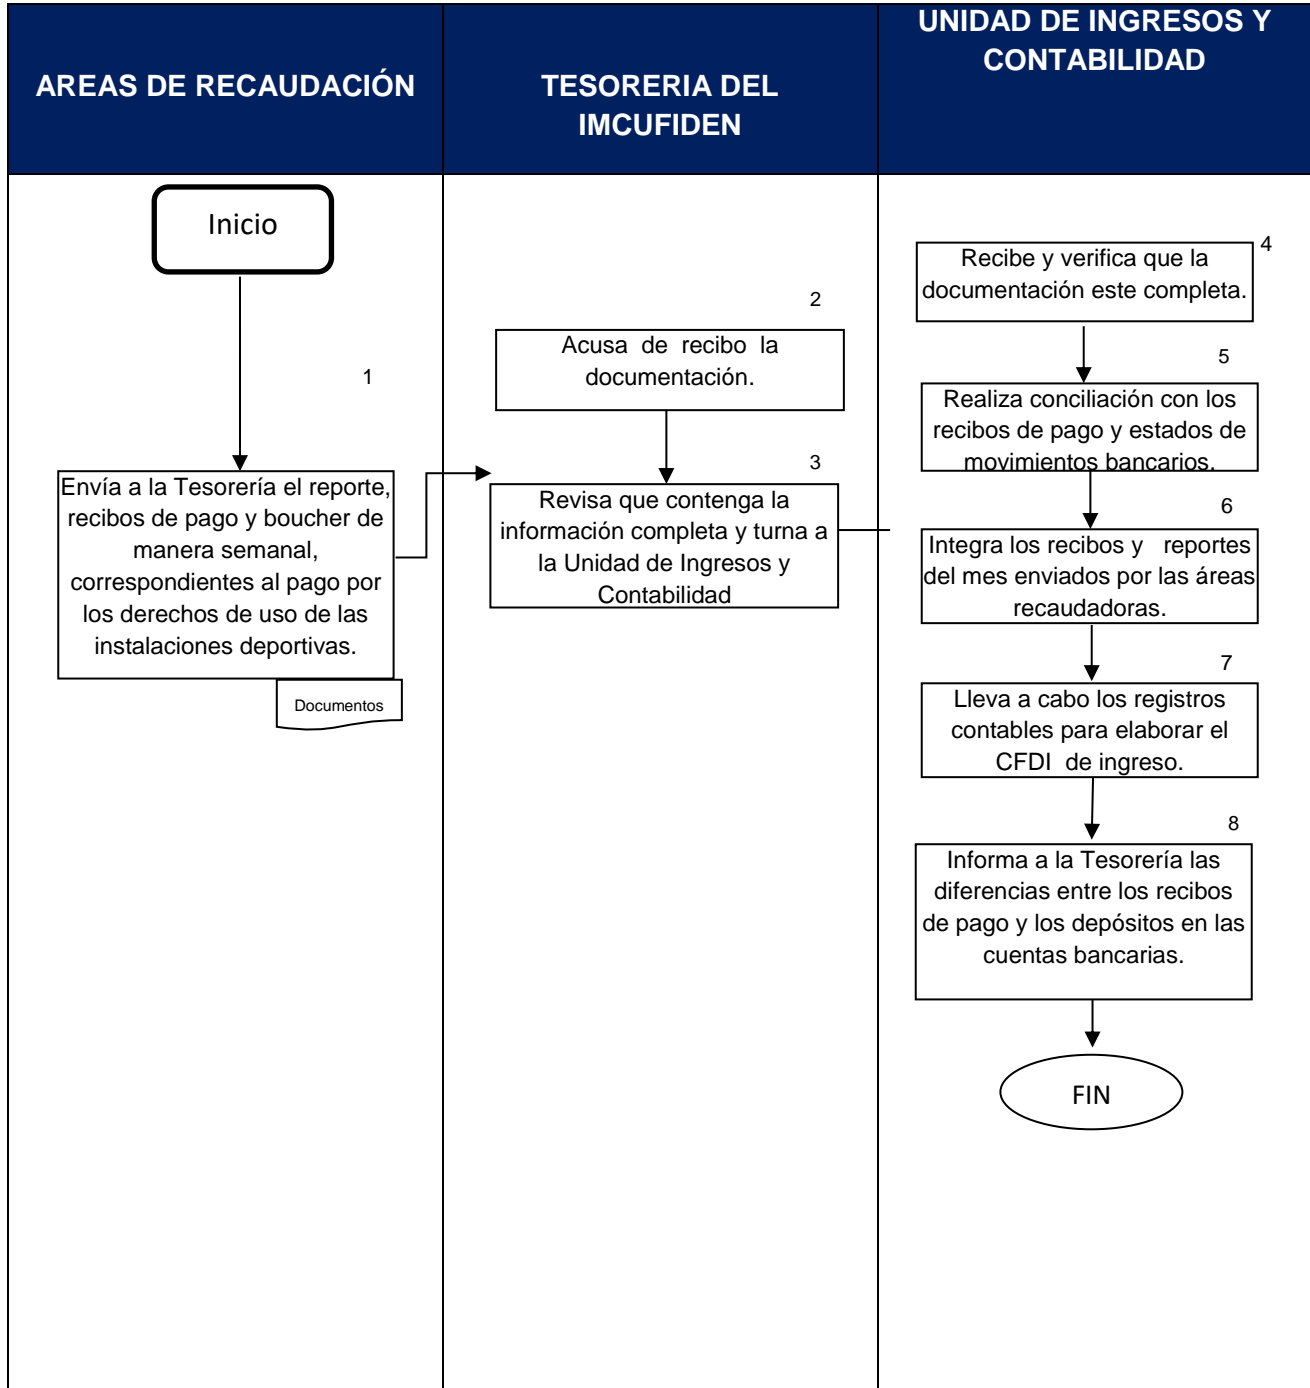 AREAS DE RECAUDACIÓN
TESORERIA DEL
IMCUFIDEN
UNIDAD DE INGRESOS Y
CONTABILIDAD
Inicio
1
Envía a la Tesorería el reporte,
recibos de pago y boucher de
manera semanal,
correspondientes al pago por
los derechos de uso de las
instalaciones deportivas.
Documentos
2
Acusa de recibo la
documentación.
3
Revisa que contenga la
información completa y turna a
la Unidad de Ingresos y
Contabilidad
4
Recibe y verifica que la
documentación este completa.
5
Realiza conciliación con los
recibos de pago y estados de
movimientos bancarios.
6
Integra los recibos y reportes
del mes enviados por las áreas
recaudadoras.
7
Lleva a cabo los registros
contables para elaborar el
CFDI de ingreso.
8
Informa a la Tesorería las
diferencias entre los recibos
de pago y los depósitos en las
cuentas bancarias.
FIN